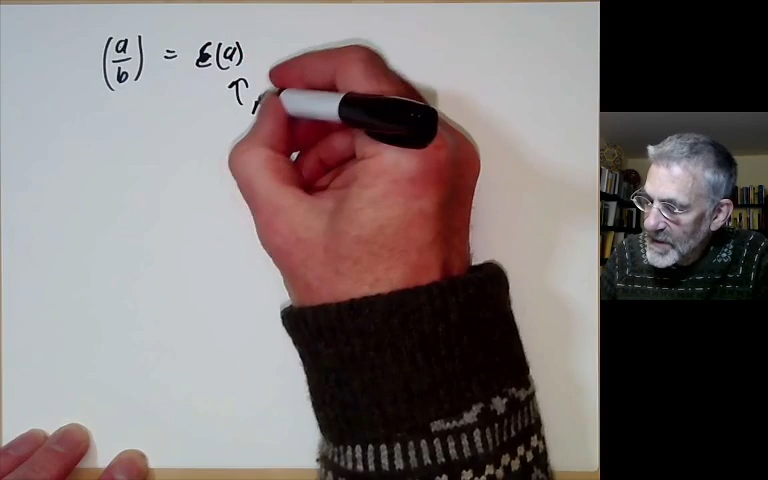 (a/b) = ε(a)
↑